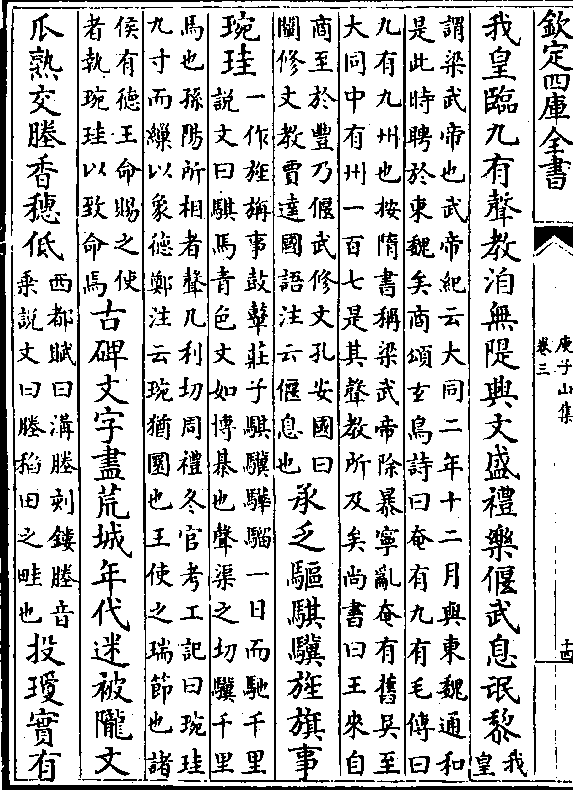 欽定四庫全書
庾子山集
卷三
十四
我皇臨九有聲教洎無隄興文盛禮樂偃武息氓黎我皇
謂梁武帝也武帝紀云大同二年十二月與東魏通和
是此時聘於東魏矣商頌玄鳥詩曰奄有九有毛傳曰
九有九州也按隋書稱梁武帝除暴寧亂奄有舊吳至
大同中有州一百七是其聲教所及矣尚書曰王來自
商至於豐乃偃武修文孔安國曰
闡修文教賈逵國語注云偃息也
承乏驅騏驥旌旗事
琬珪
一作旌旃事鼓鼙莊子騏驥驊騮一日而馳千里
說文曰騏馬青色文如博棊也聲渠之切驥千里
馬也孫陽所相者聲几利切周禮冬官考工記曰琬珪
九寸而繅以象德鄭注云琬猶圜也王使之瑞節也諸
侯有德王命賜之使
者執琬珪以致命焉
古碑文字盡荒城年代迷被隴文
瓜熟交塍香穗低
西都賦曰溝塍刻鏤塍音
乗說文曰塍稻田之畦也
投瓊實有